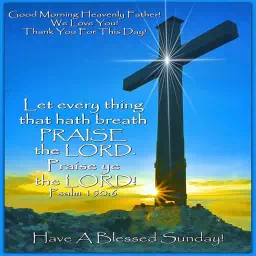 Good Morning Heavenly Father!
We Love You!
Thank You For This Day!
Let every thing
that hath breath
PRAISE
the LORD.
Praise ye
the LORD!
Psalm 150:6
Have A Blessed Sunday!